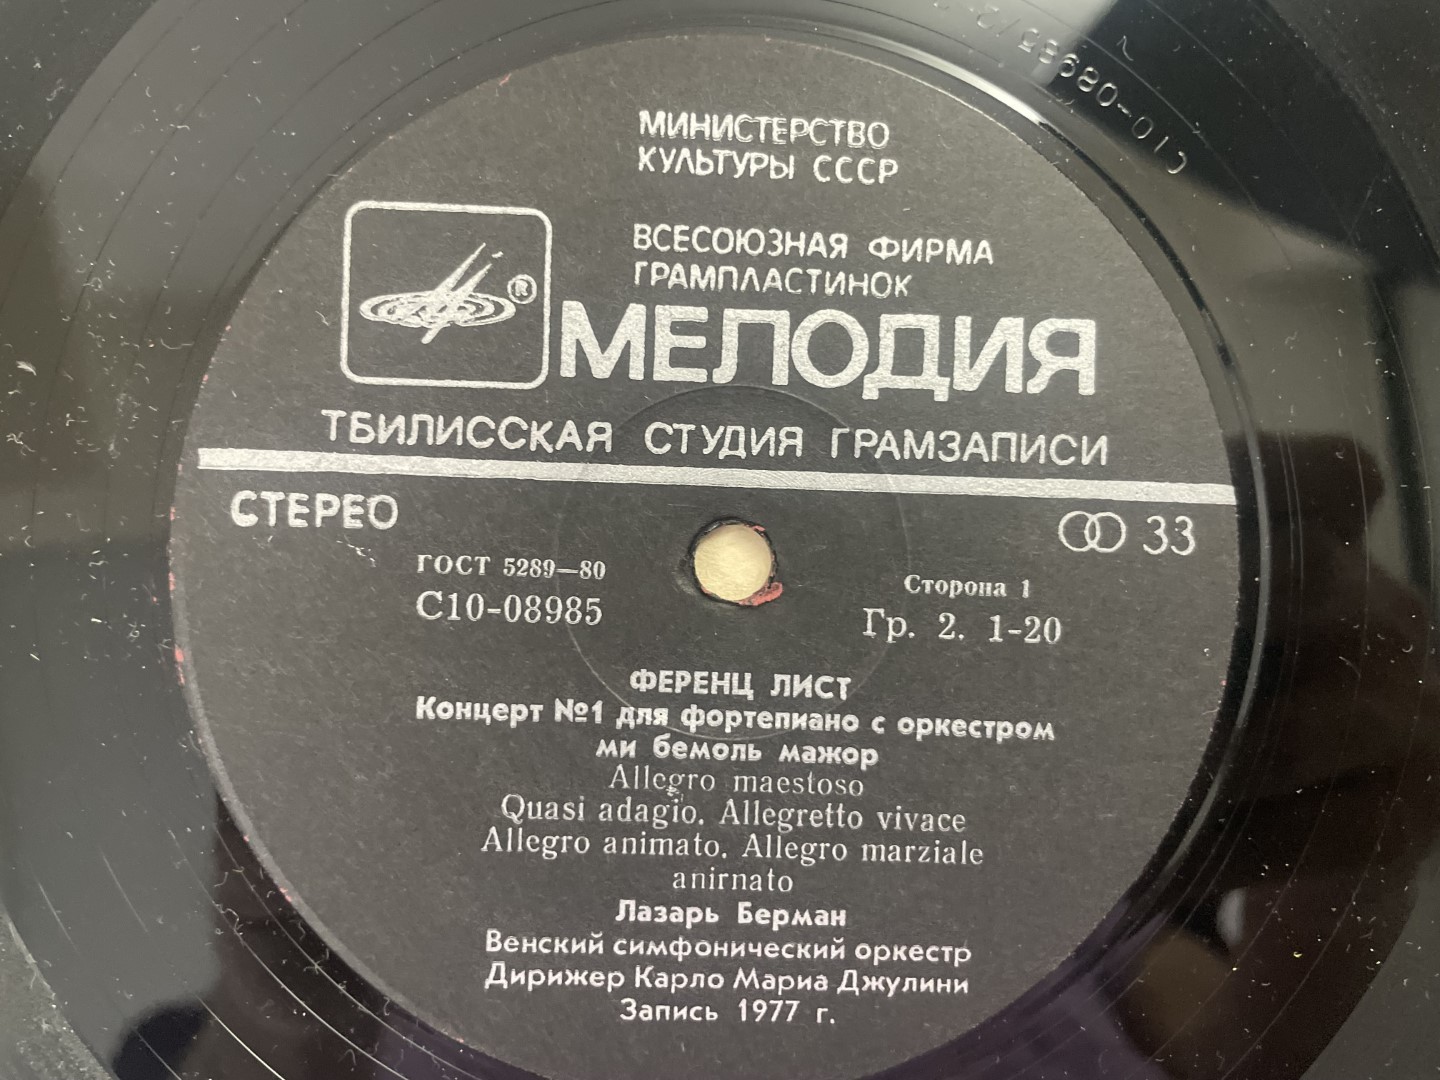 МИНИСТЕРСТВО
КУЛЬТУРЫ СССР
ВСЕСОЮЗНАЯ ФИРМА
ГРАМПЛАСТИНОК
®
МЕЛОДИЯ
ТБИЛИССКАЯ СТУДИЯ ГРАМЗАПИСИ
СТЕРЕО
33
ГОСТ 5289—80
С10-08985
Сторона 1
Гр. 2. 1-20
ФЕРЕНЦ ЛИСТ
Концерт №1 для фортепиано с оркестром
ми бемоль мажор
Allegro maestoso
Quasi adagio. Allegretto vivace
Allegro animato. Allegro marziale
anirnato
Лазарь Берман
Венский симфонический оркестр
Дирижер Карло Мариа Джулини
Запись 1977 г.
С10-08985